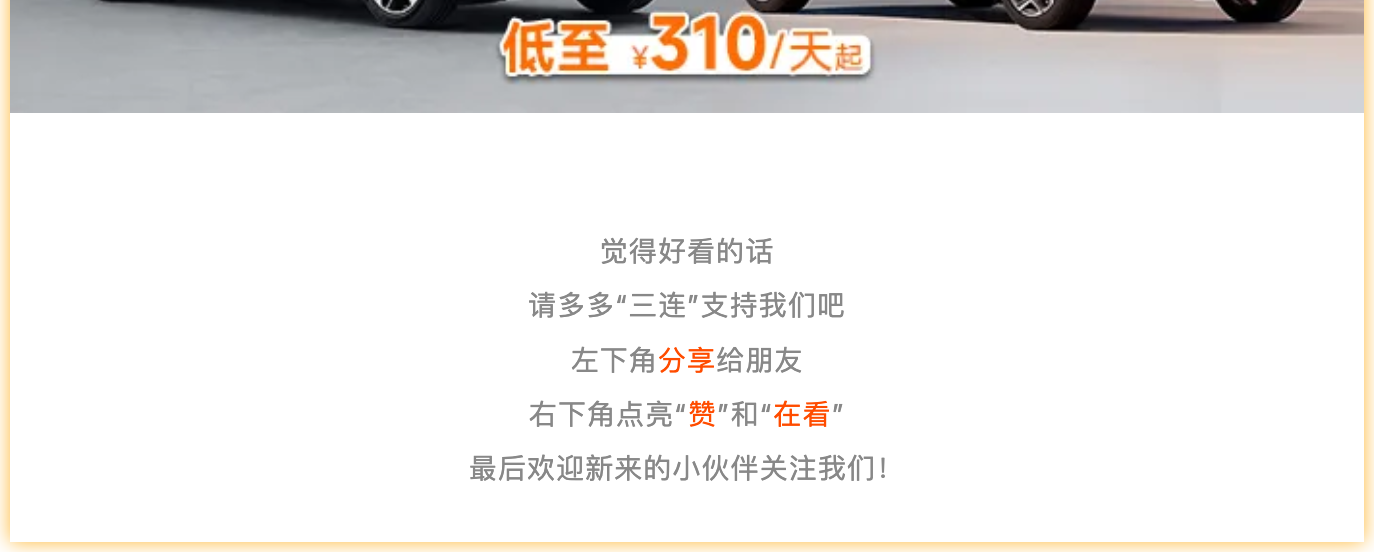 低至 ¥310/天起
觉得好看的话
请多多“三连”支持我们吧
左下角分享给朋友
右下角点亮“赞”和“在看”
最后欢迎新来的小伙伴关注我们！